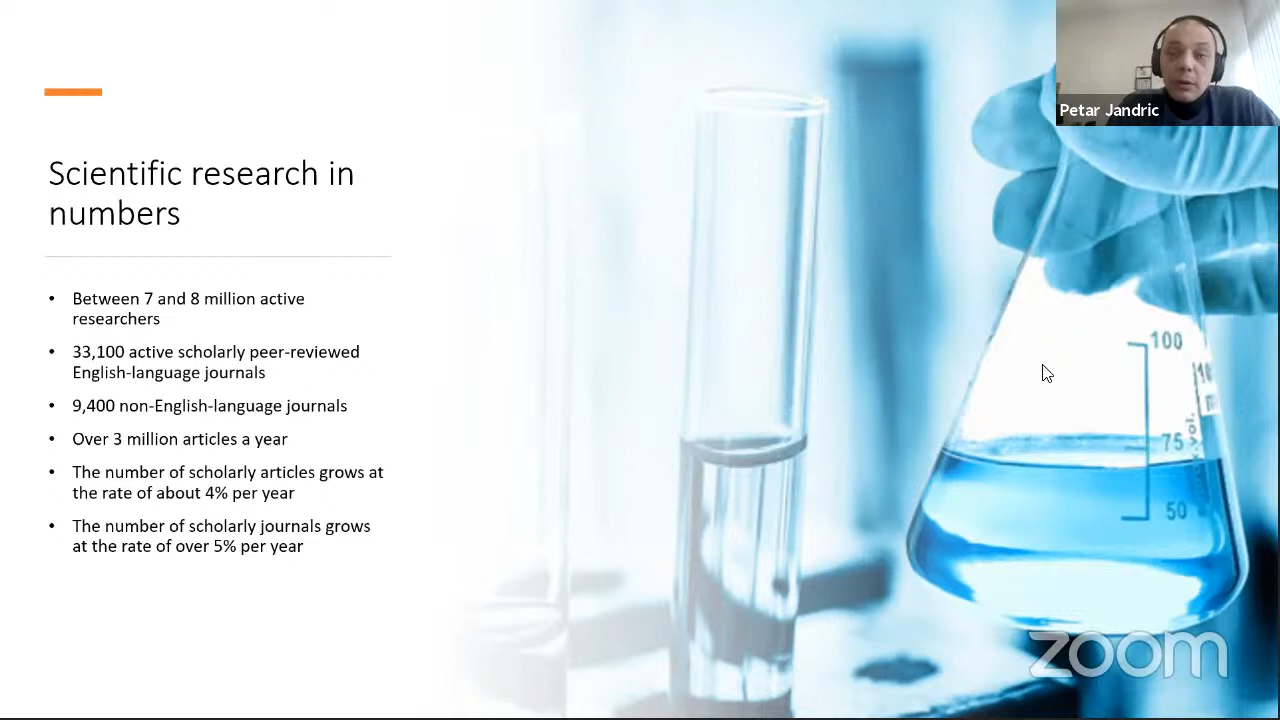 Petar Jandric
Scientific research in
numbers
• Between 7 and 8 million active
researchers
• 33,100 active scholarly peer-reviewed
English-language journals
• 9,400 non-English-language journals
• Over 3 million articles a year
• The number of scholarly articles grows at
the rate of about 4% per year
• The number of scholarly journals grows
at the rate of over 5% per year
100
75
50
zoom